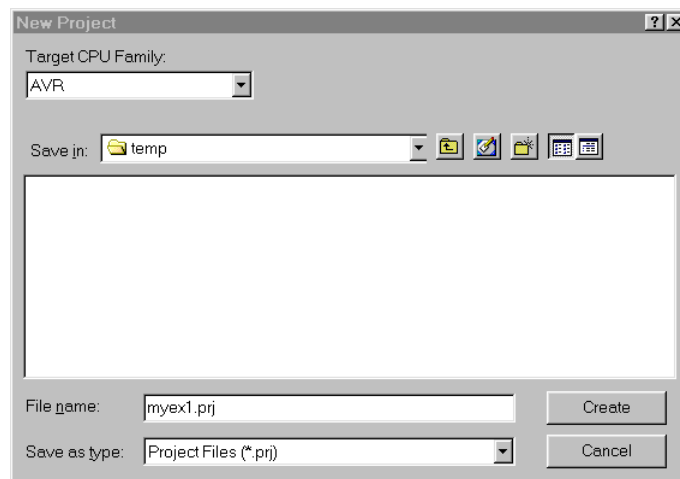 New Project
Target CPU Family:
AVR
Save in: temp
File name: myex1.prj Create
Save as type: Project Files (*.prj) Cancel